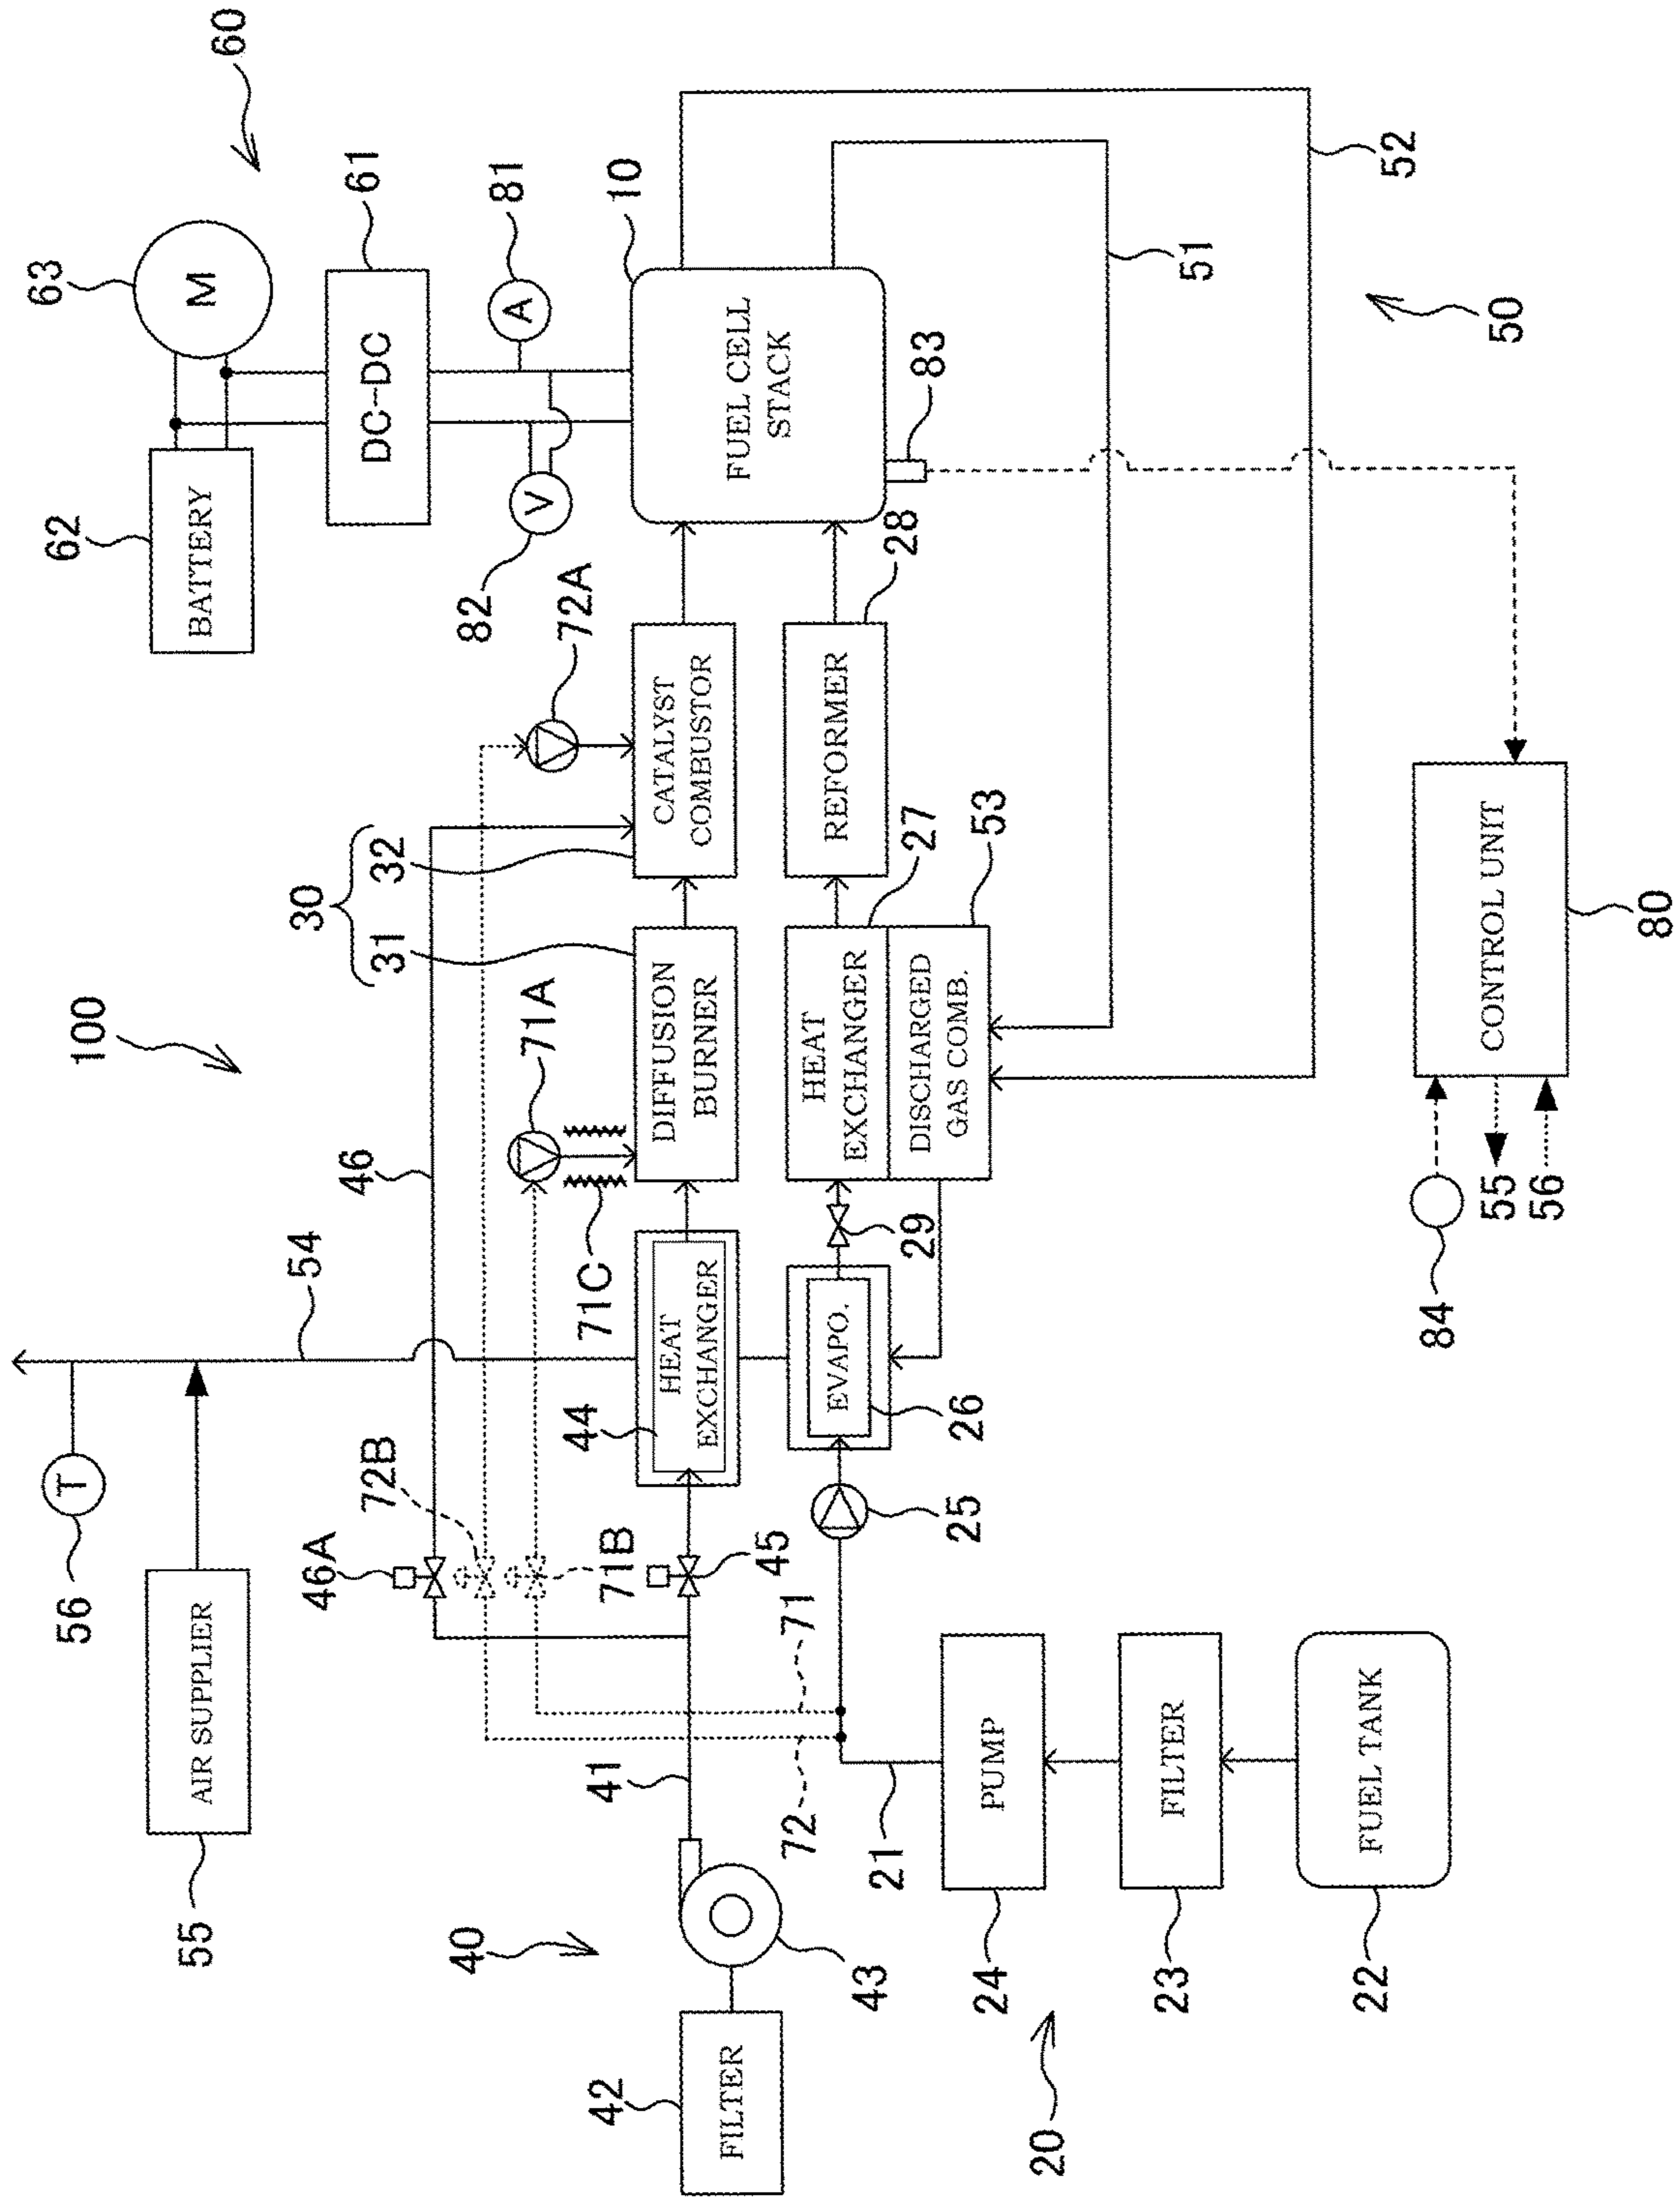 100
60
56
T
55
AIR SUPPLIER
54
62
BATTERY
63
M
61
DC-DC
81
A
82
V
46
46A
72B
71B
71A
71C
72A
30
31
32
10
40
42
FILTER
43
41
45
44
HEAT
EXCHANGER
DIFFUSION
BURNER
CATALYST
COMBUSTOR
FUEL CELL
STACK
83
72
71
21
25
EVAPO.
26
29
HEAT
EXCHANGER
27
REFORMER
28
DISCHARGED
GAS COMB.
53
51
52
50
20
24
PUMP
23
FILTER
22
FUEL TANK
84
55
56
CONTROL UNIT
80